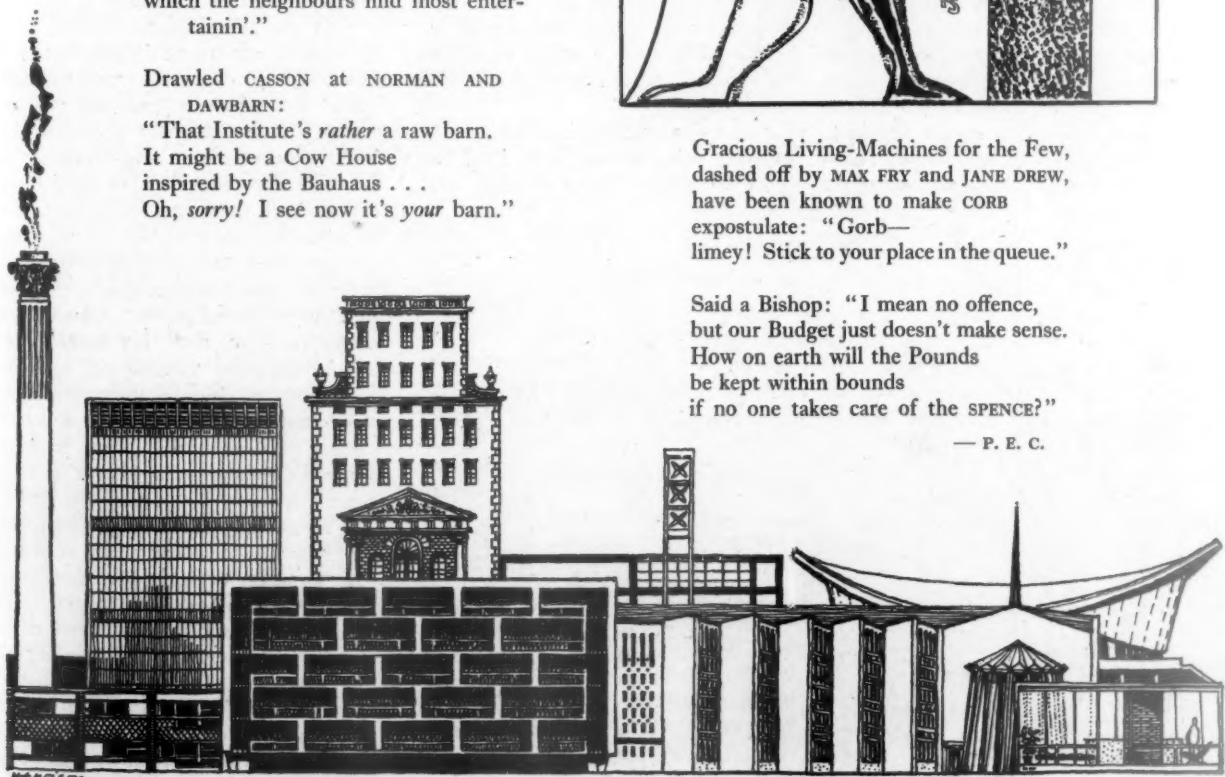 which the neighbours find most enter-
tainin'."
Drawled CASSON at NORMAN AND
DAWBARN:
"That Institute's rather a raw barn.
It might be a Cow House
inspired by the Bauhaus . . .
Oh, sorry! I see now it's your barn."
Gracious Living-Machines for the Few,
dashed off by MAX FRY and JANE DREW,
have been known to make CORB
expostulate: "Gorb—
limey! Stick to your place in the queue."
Said a Bishop: "I mean no offence,
but our Budget just doesn't make sense.
How on earth will the Pounds
be kept within bounds
if no one takes care of the SPENCE?"
— P. E. C.